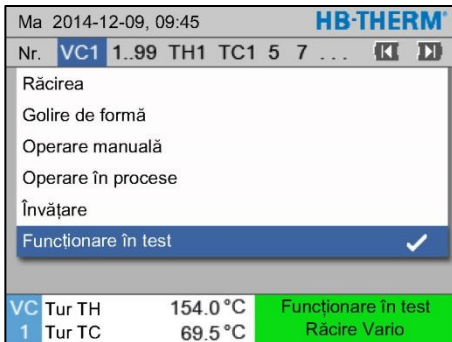 Ma 2014-12-09, 09:45 HB-THERM®
Nr. VC1 1..99 TH1 TC1 5 7 ...
Răcirea
Golire de formă
Operare manuală
Operare în procese
Învățare
Funcționare în test
VC Tur TH 154.0 °C Funcționare în test
1 Tur TC 69.5 °C Răcire Vario